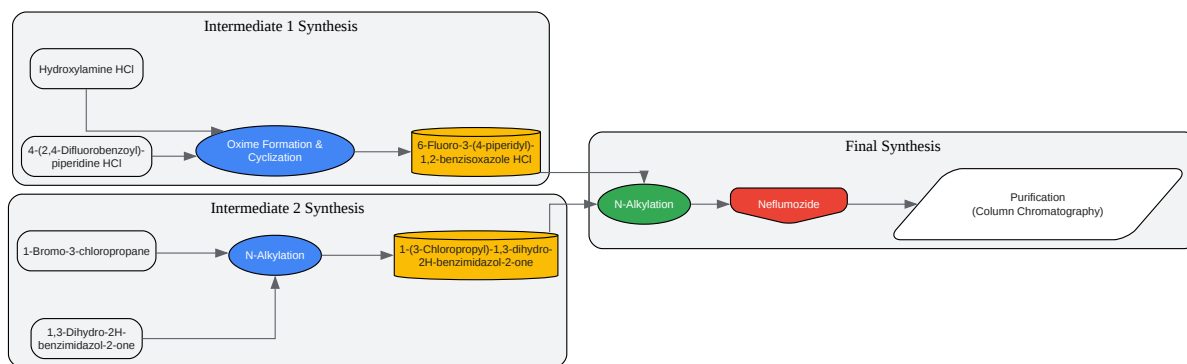 Intermediate 1 Synthesis
Hydroxylamine HCl
4-(2,4-Difluorobenzoyl)-
piperidine HCl
Oxime Formation &
Cyclization
6-Fluoro-3-(4-piperidyl)-
1,2-benzisoxazole HCl
Intermediate 2 Synthesis
1-Bromo-3-chloropropane
N-Alkylation
1-(3-Chloropropyl)-1,3-dihydro-
2H-benzimidazol-2-one
1,3-Dihydro-2H-
benzimidazol-2-one
Final Synthesis
N-Alkylation
Neflumozide
Purification
(Column Chromatography)